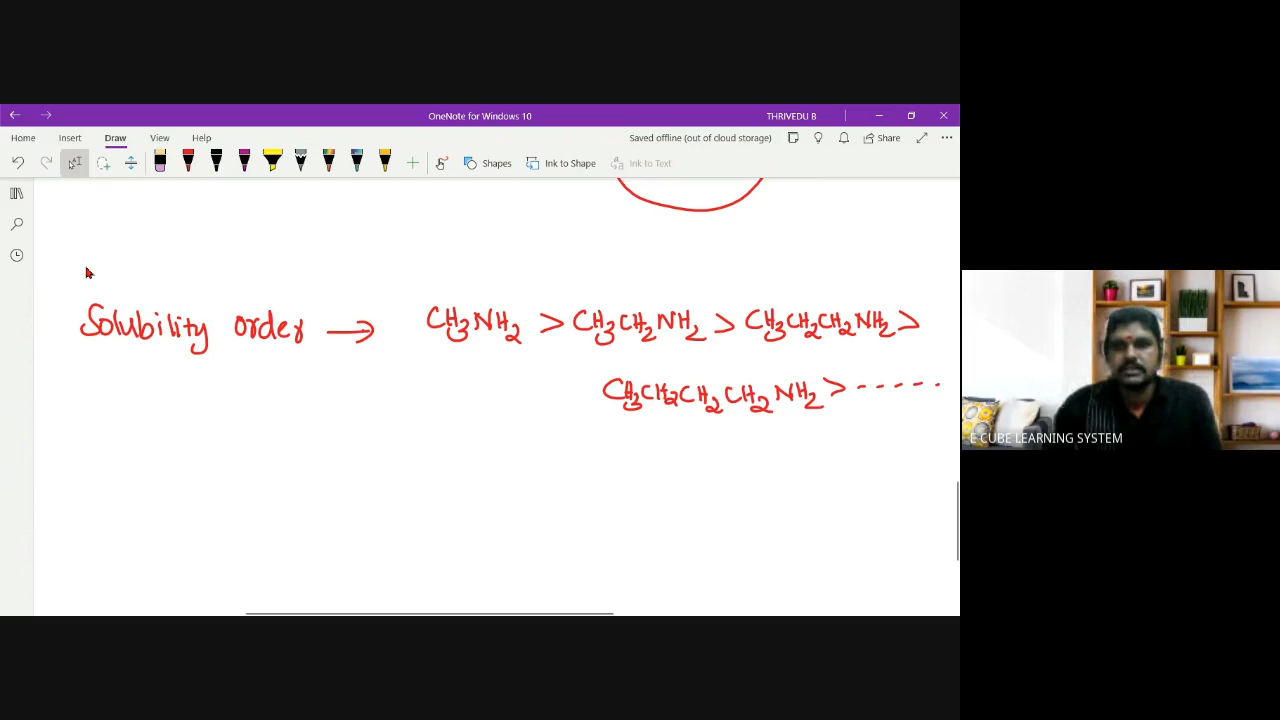 OneNote for Windows 10
THRIVEDU B
Home Insert Draw View Help
Saved offline (out of cloud storage)
Share
Shapes Ink to Shape Ink to Text
Solubility order → CH₃NH₂ > CH₃CH₂NH₂ > CH₃CH₂CH₂NH₂ >
CH₃CH₂CH₂CH₂NH₂ > - - - - -
E CUBE LEARNING SYSTEM